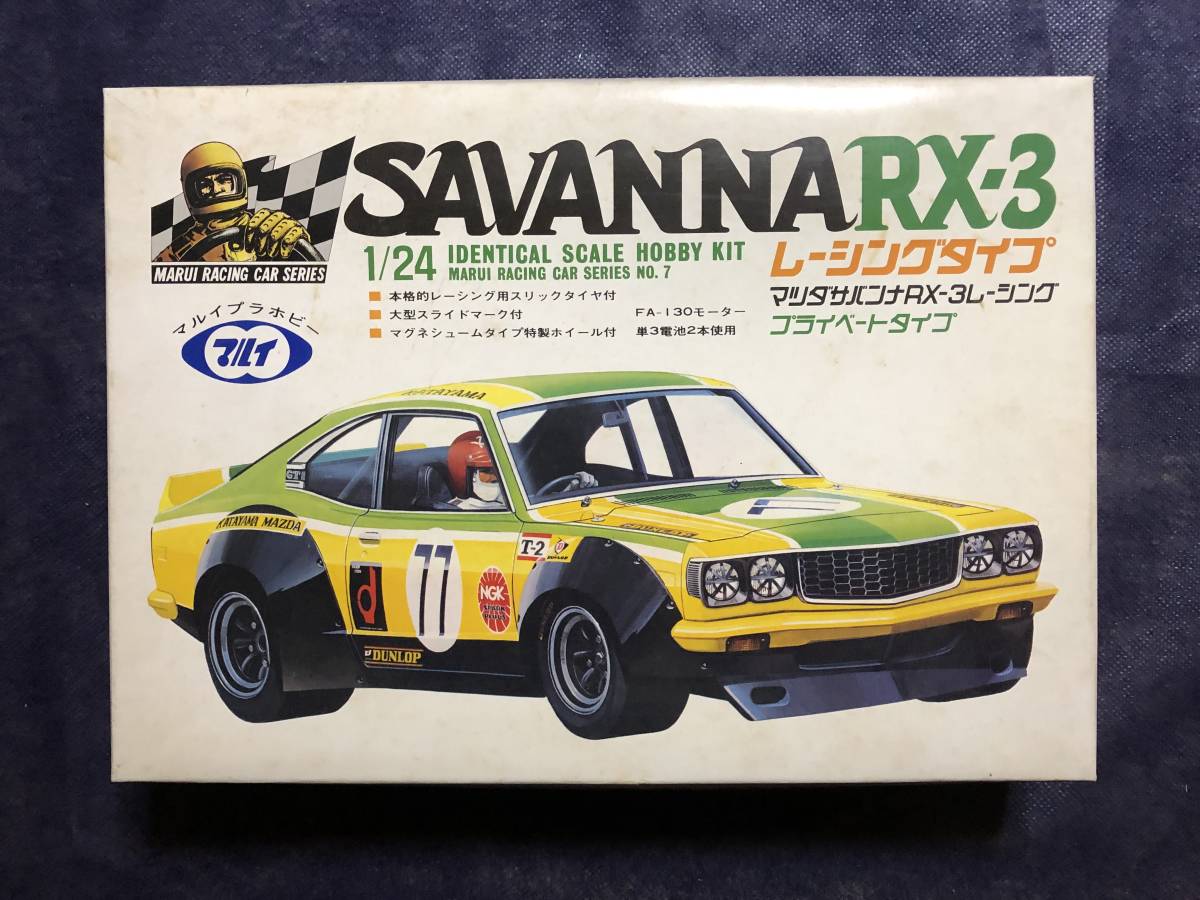 SAVANNA RX-3
MARUI RACING CAR SERIES
1/24 IDENTICAL SCALE HOBBY KIT
MARUI RACING CAR SERIES NO. 7
レーシングタイプ
マツダサバンナRX-3レーシング
プライベートタイプ
■ 本格的レーシング用スリックタイヤ付
■ 大型スライドマーク付 FA-130モーター
■ マグネシュームタイプ特製ホイール付 単3電池2本使用
マルイプラホビー
マルイ
KATAYAMA
GT
KATAYAMA MAZDA
T-2
DUNLOP
77
d
NGK
SPARK PLUGS
DUNLOP